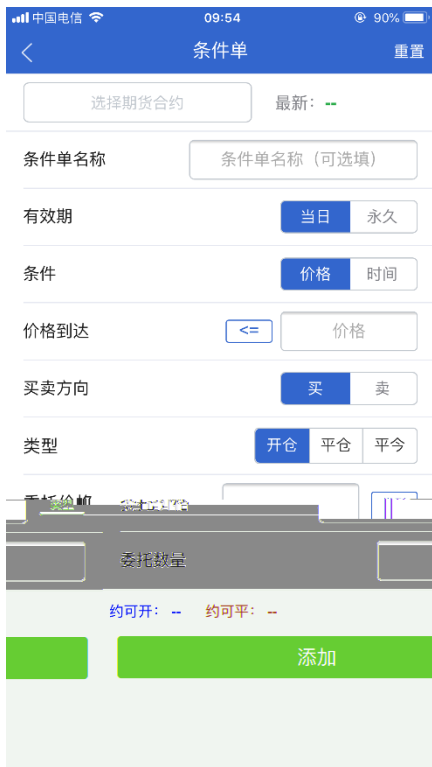 中国电信 09:54 90%
条件单 重置
选择期货合约 最新: --
条件单名称 条件单名称（可选填）
有效期 当日 永久
条件 价格 时间
价格到达 <= 价格
买卖方向 买 卖
类型 开仓 平仓 平今
委托数量
约可开: -- 约可平: --
添加